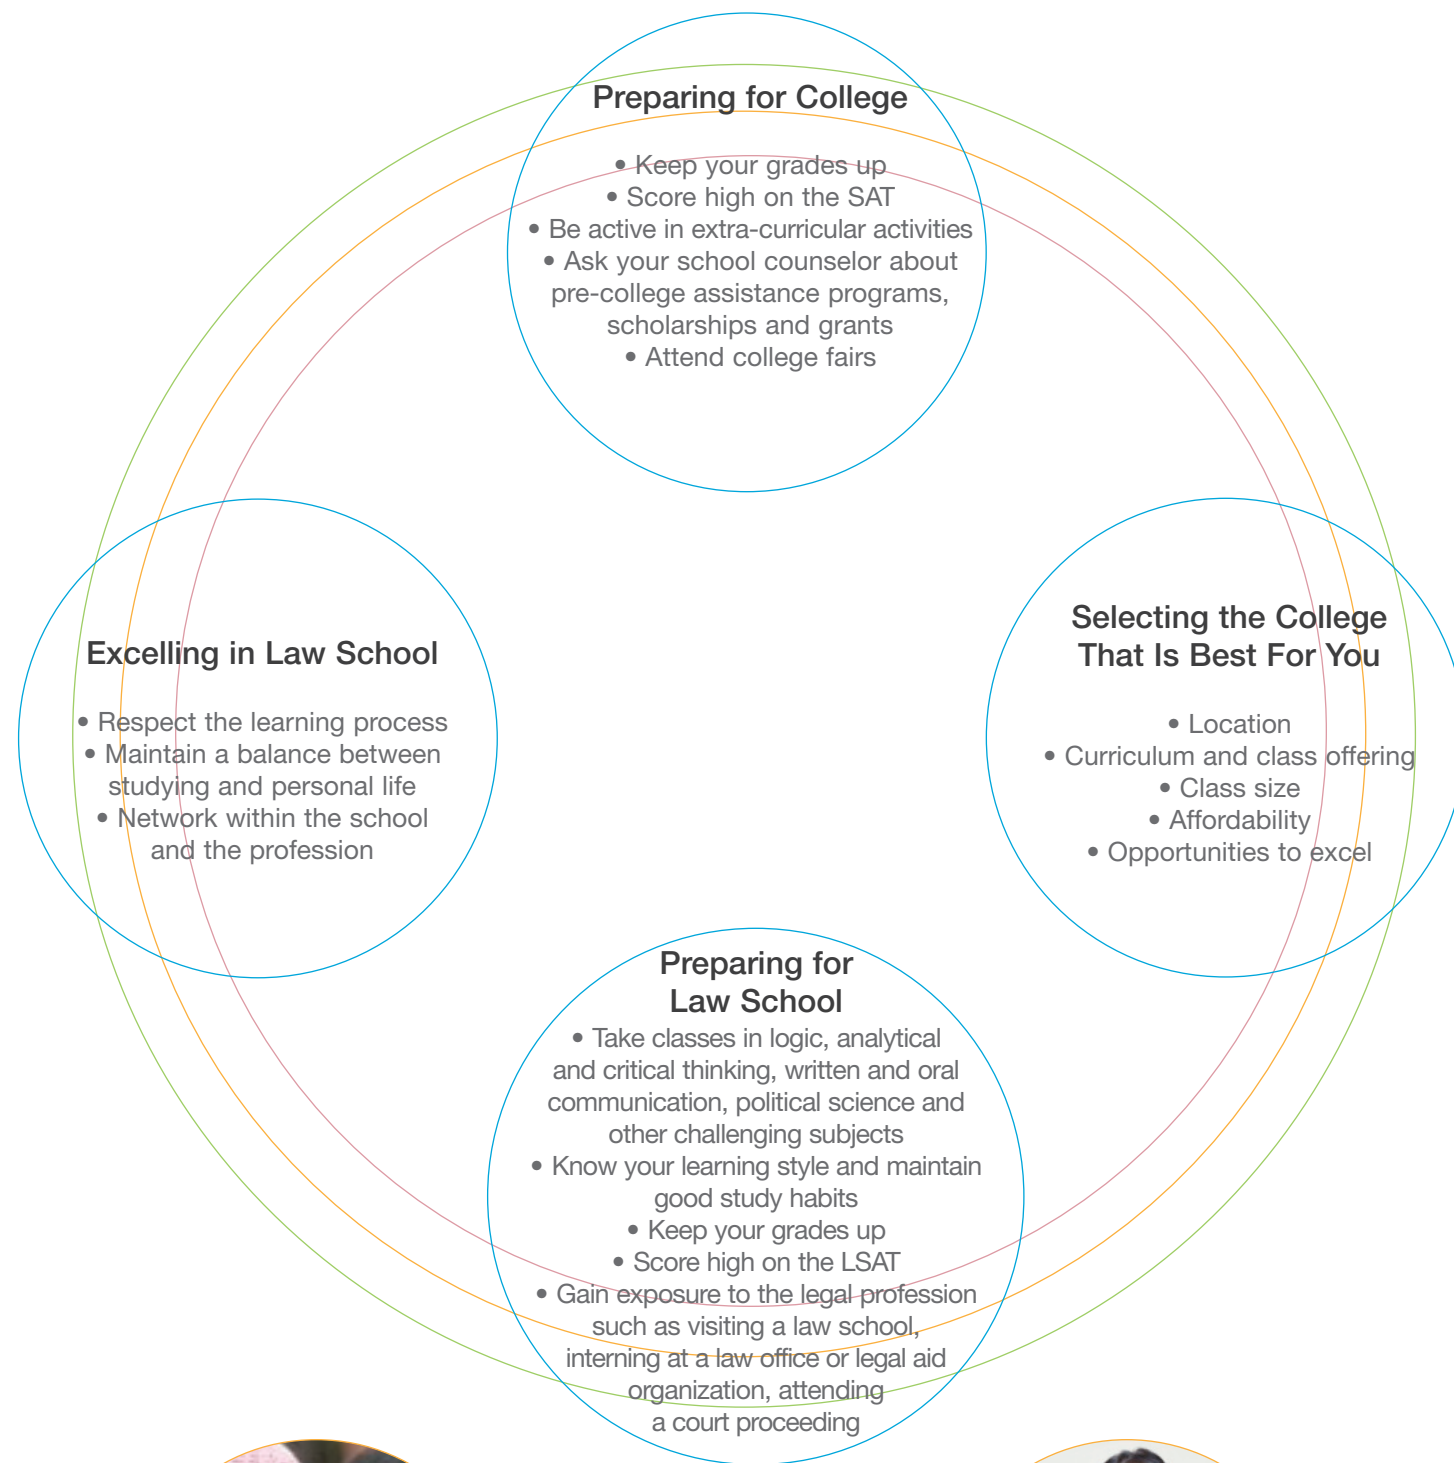 Preparing for College
• Keep your grades up
• Score high on the SAT
• Be active in extra-curricular activities
• Ask your school counselor about
pre-college assistance programs,
scholarships and grants
• Attend college fairs
Selecting the College
That Is Best For You
• Location
• Curriculum and class offering
• Class size
• Affordability
• Opportunities to excel
Preparing for
Law School
• Take classes in logic, analytical
and critical thinking, written and oral
communication, political science and
other challenging subjects
• Know your learning style and maintain
good study habits
• Keep your grades up
• Score high on the LSAT
• Gain exposure to the legal profession
such as visiting a law school,
interning at a law office or legal aid
organization, attending
a court proceeding
Excelling in Law School
• Respect the learning process
• Maintain a balance between
studying and personal life
• Network within the school
and the profession